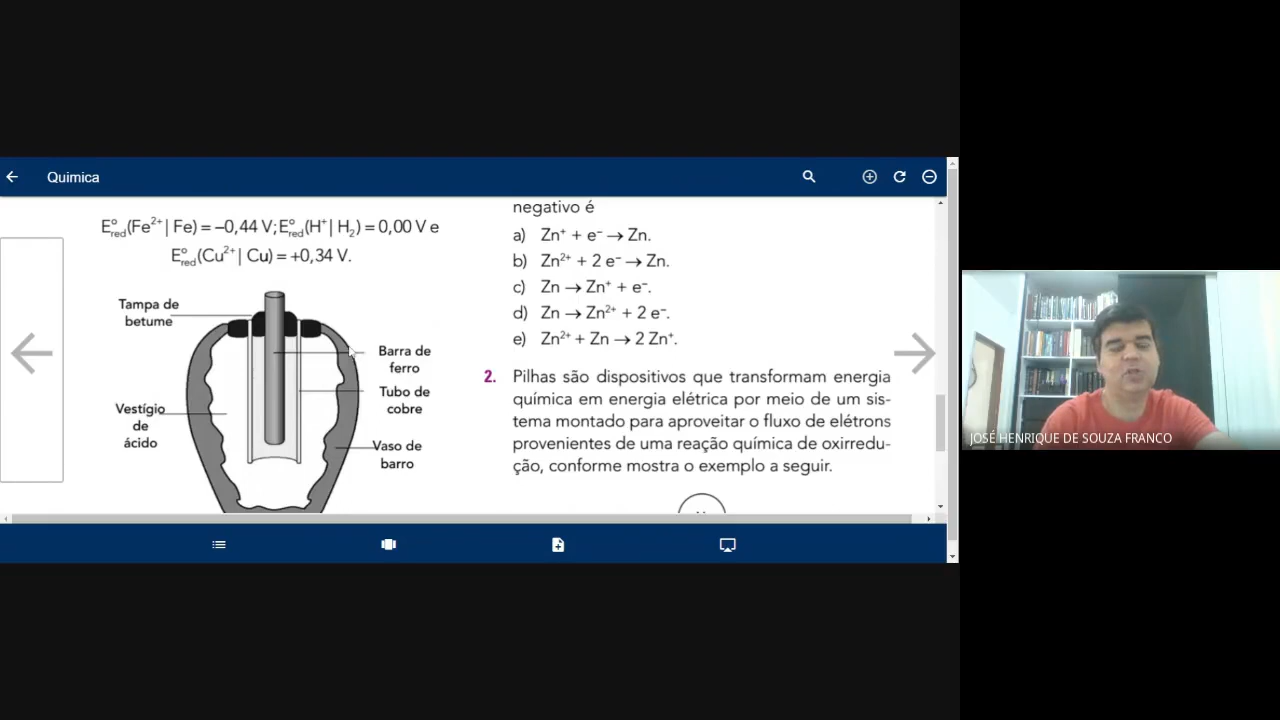 Quimica
E°red(Fe²⁺ | Fe) = –0,44 V; E°red(H⁺ | H₂) = 0,00 V e
E°red(Cu²⁺ | Cu) = +0,34 V.
Tampa de
betume
Barra de
ferro
Tubo de
cobre
Vestígio
de
ácido
Vaso de
barro
negativo é
a) Zn⁺ + e⁻ → Zn.
b) Zn²⁺ + 2 e⁻ → Zn.
c) Zn → Zn⁺ + e⁻.
d) Zn → Zn²⁺ + 2 e⁻.
e) Zn²⁺ + Zn → 2 Zn⁺.
2. Pilhas são dispositivos que transformam energia
química em energia elétrica por meio de um sis-
tema montado para aproveitar o fluxo de elétrons
provenientes de uma reação química de oxirredu-
ção, conforme mostra o exemplo a seguir.
JOSÉ HENRIQUE DE SOUZA FRANCO